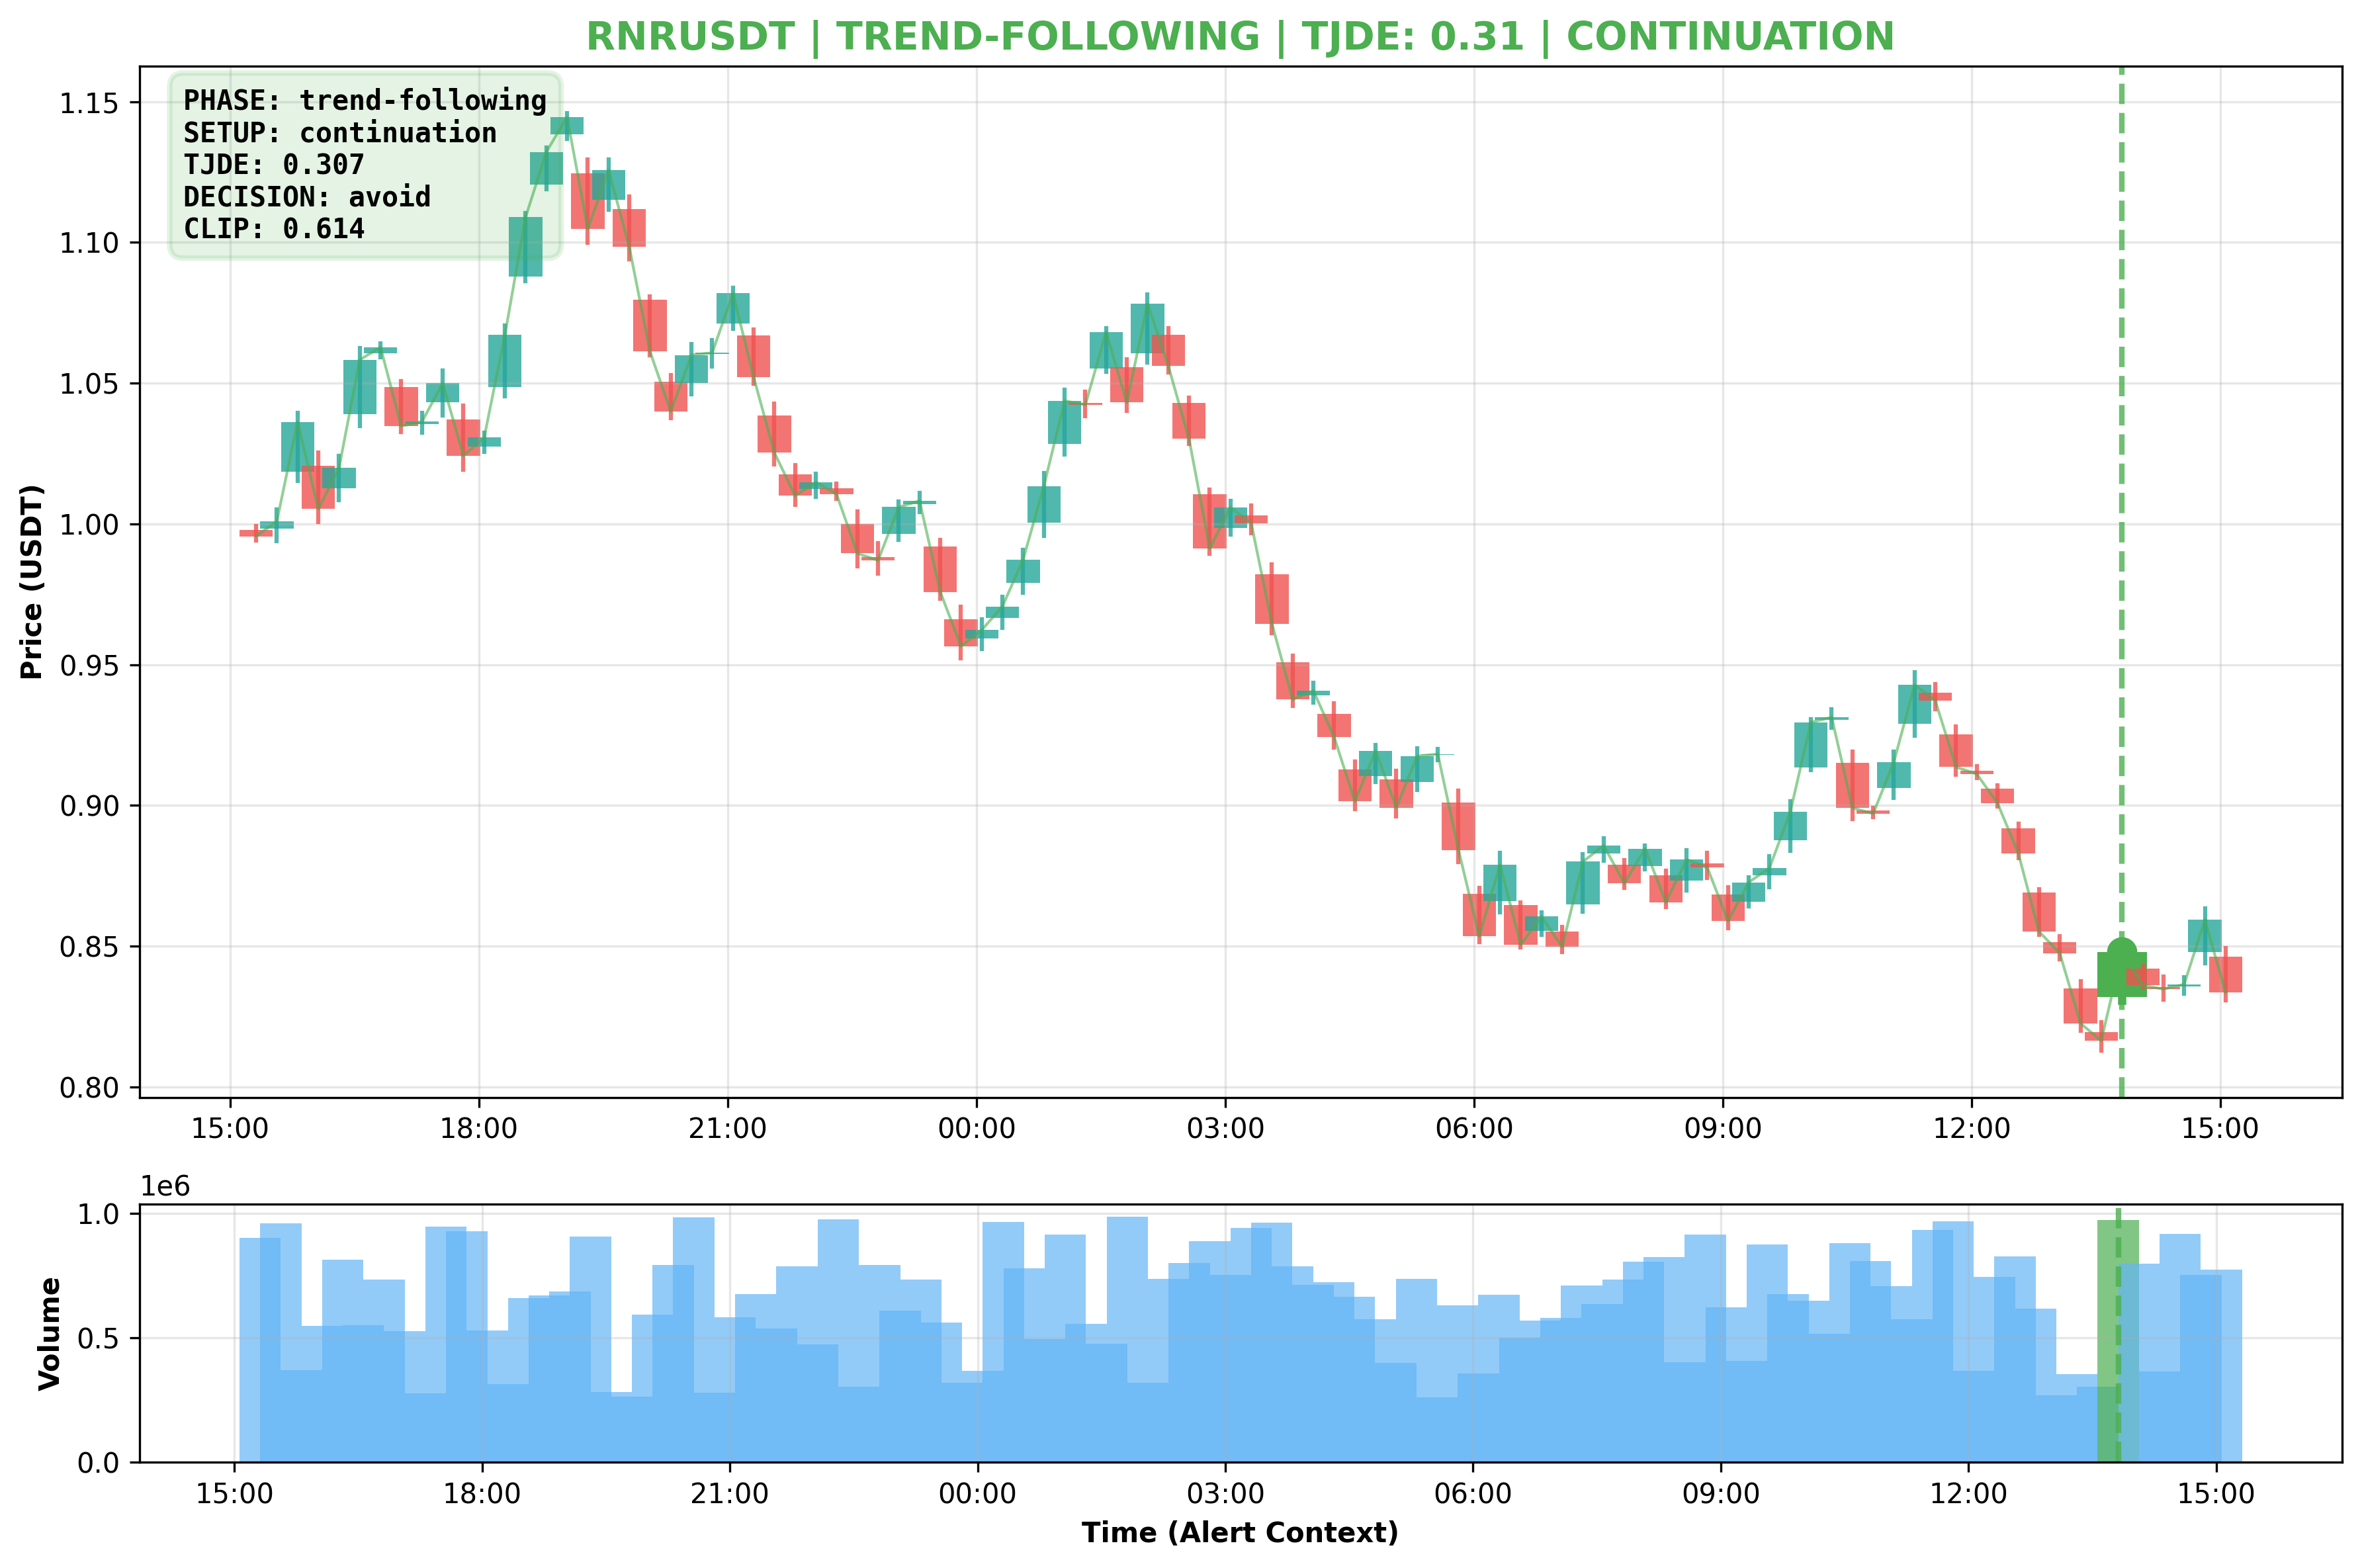 RNRUSDT | TREND-FOLLOWING | TJDE: 0.31 | CONTINUATION
PHASE: trend-following
SETUP: continuation
TJDE: 0.307
DECISION: avoid
CLIP: 0.614
Price (USDT)
1.15
1.10
1.05
1.00
0.95
0.90
0.85
0.80
15:00 18:00 21:00 00:00 03:00 06:00 09:00 12:00 15:00
1e6
Volume
1.0
0.5
0.0
15:00 18:00 21:00 00:00 03:00 06:00 09:00 12:00 15:00
Time (Alert Context)